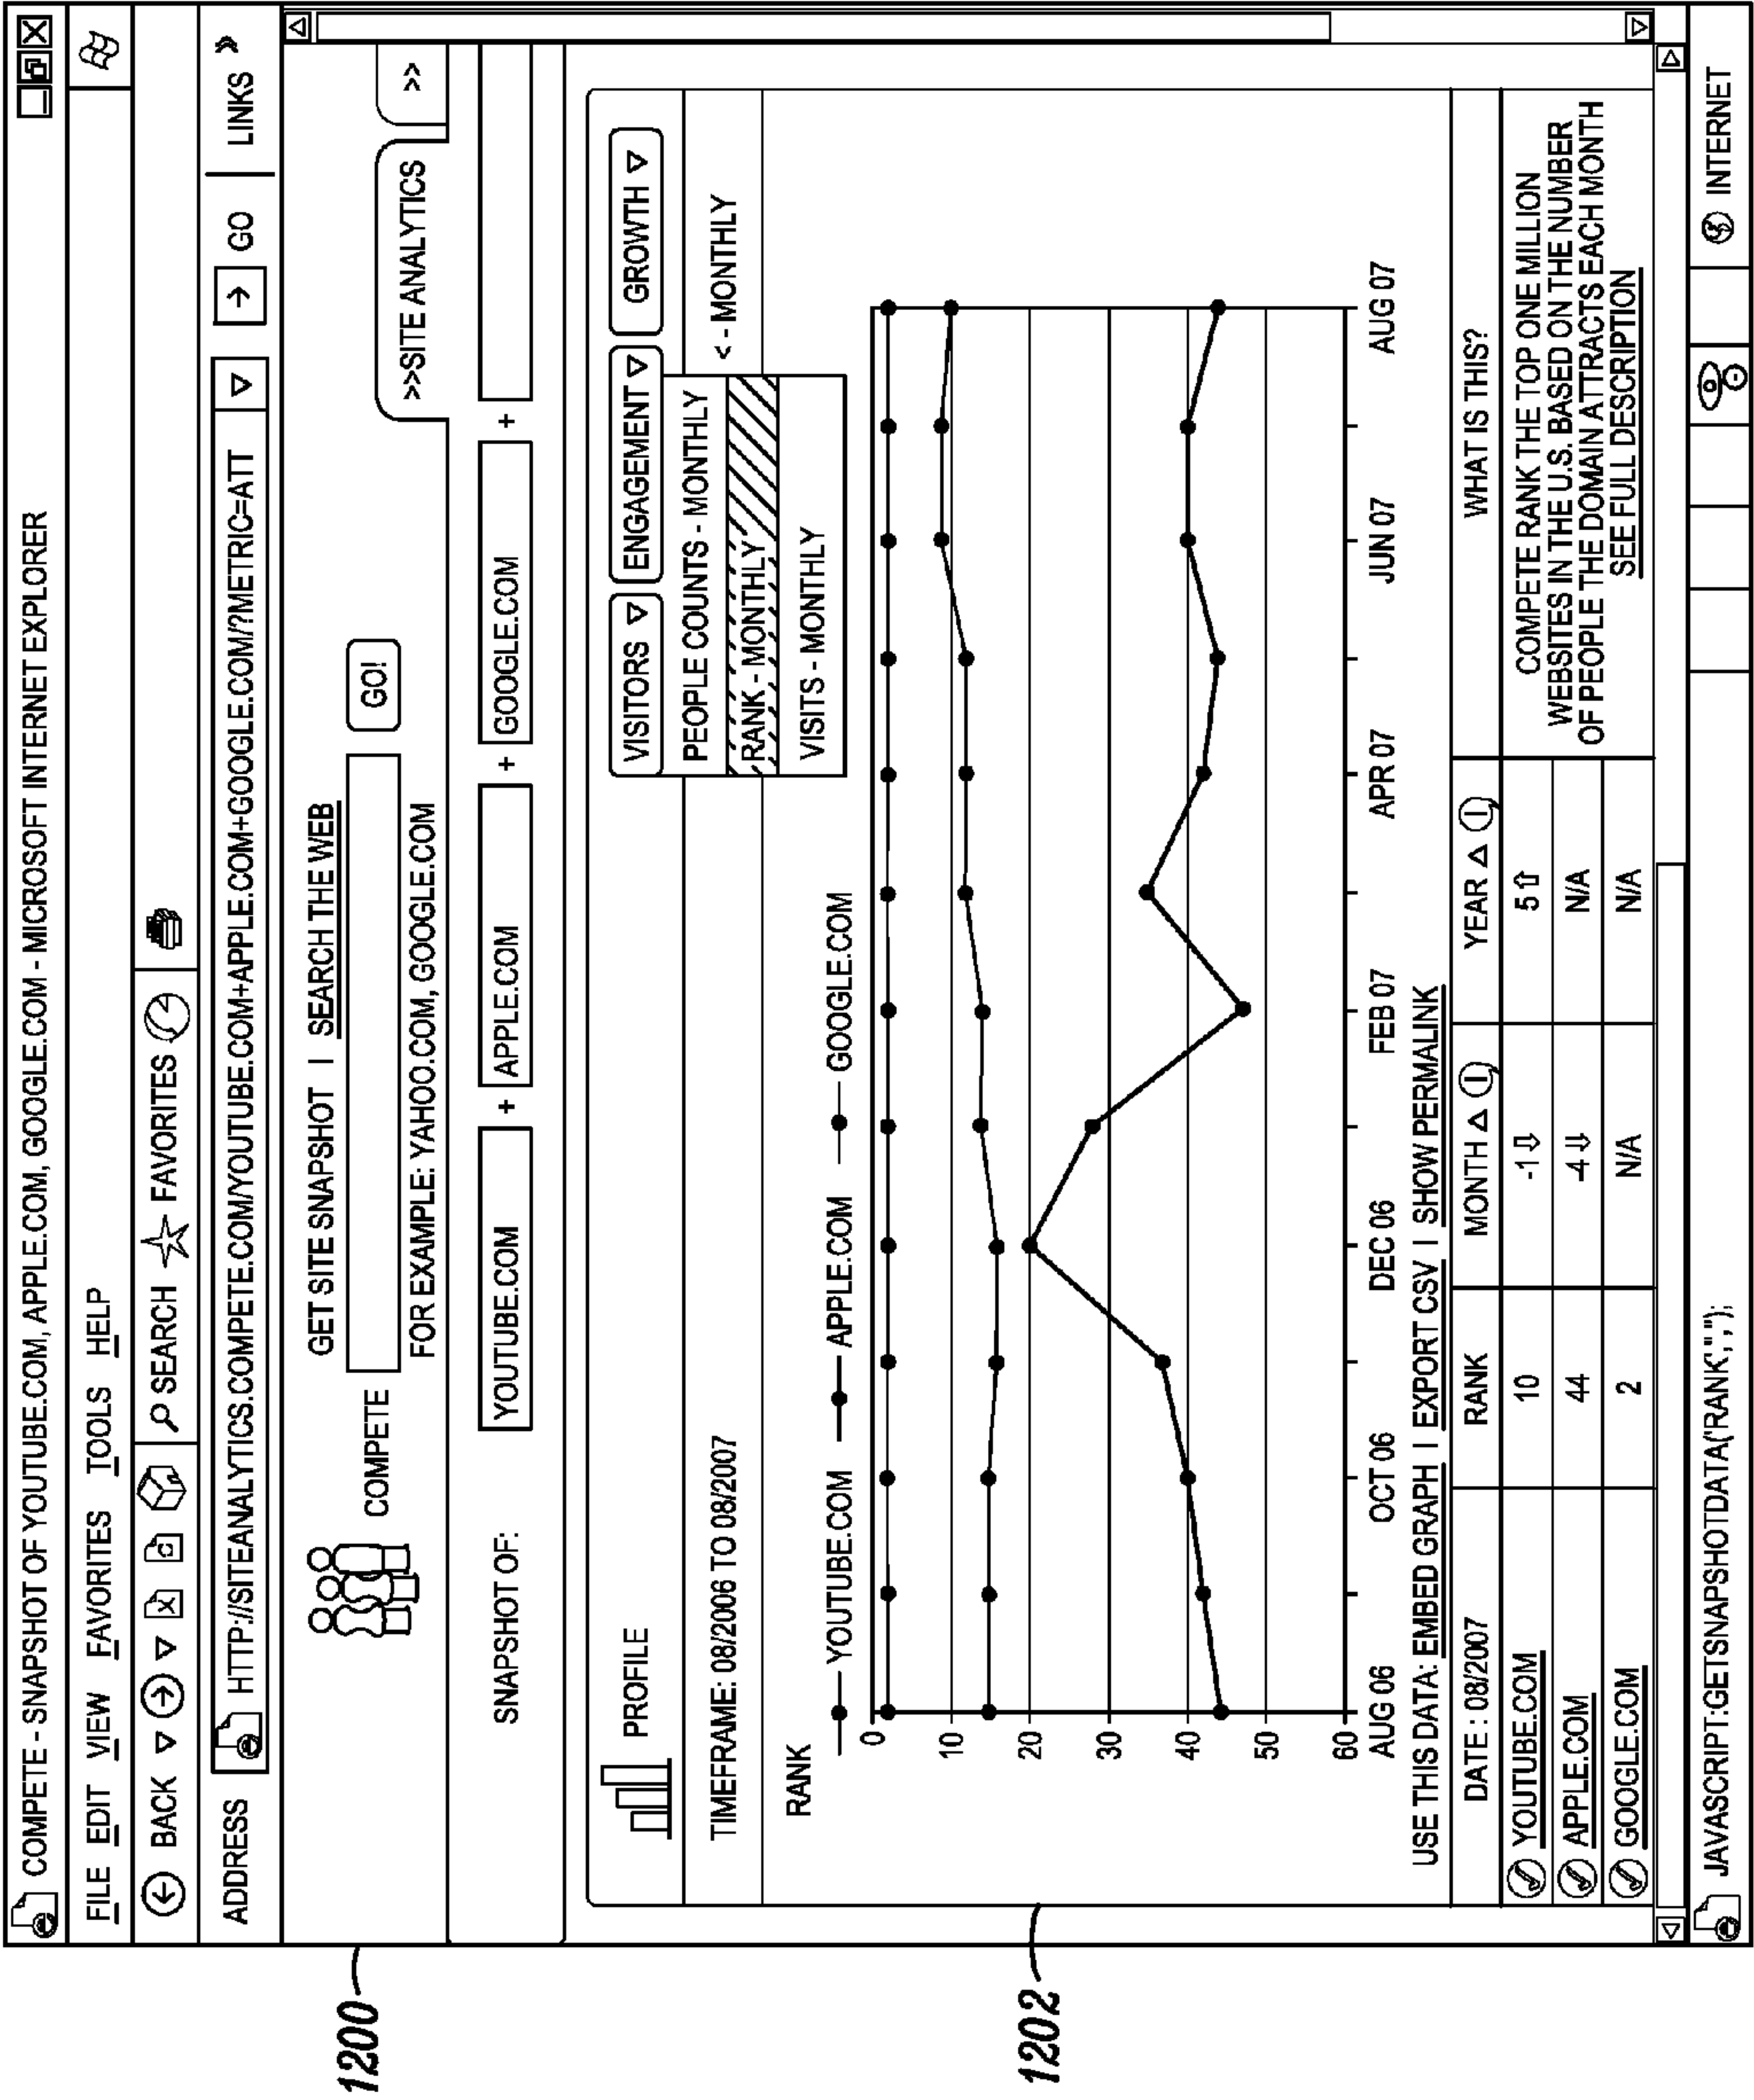 COMPETE - SNAPSHOT OF YOUTUBE.COM, APPLE.COM, GOOGLE.COM - MICROSOFT INTERNET EXPLORER
FILE EDIT VIEW FAVORITES TOOLS HELP
BACK SEARCH FAVORITES
ADDRESS HTTP://SITEANALYTICS.COMPETE.COM/YOUTUBE.COM+APPLE.COM+GOOGLE.COM/?METRIC=ATT GO LINKS »
GET SITE SNAPSHOT | SEARCH THE WEB
COMPETE GO!
FOR EXAMPLE: YAHOO.COM, GOOGLE.COM
>>SITE ANALYTICS >>
SNAPSHOT OF: YOUTUBE.COM + APPLE.COM + GOOGLE.COM +
PROFILE VISITORS ENGAGEMENT GROWTH
PEOPLE COUNTS - MONTHLY
TIMEFRAME: 08/2006 TO 08/2007 < - MONTHLY
RANK - MONTHLY
VISITS - MONTHLY
RANK YOUTUBE.COM APPLE.COM GOOGLE.COM
0
10
20
30
40
50
60
AUG 06 OCT 06 DEC 06 FEB 07 APR 07 JUN 07 AUG 07
USE THIS DATA: EMBED GRAPH | EXPORT CSV | SHOW PERMALINK
DATE : 08/2007 RANK MONTH Δ YEAR Δ WHAT IS THIS?
YOUTUBE.COM 10 -1⇩ 5⇧
APPLE.COM 44 -4⇩ N/A
GOOGLE.COM 2 N/A N/A
COMPETE RANK THE TOP ONE MILLION
WEBSITES IN THE U.S. BASED ON THE NUMBER
OF PEOPLE THE DOMAIN ATTRACTS EACH MONTH
SEE FULL DESCRIPTION
JAVASCRIPT:GETSNAPSHOTDATA('RANK',",'); INTERNET
1200
1202